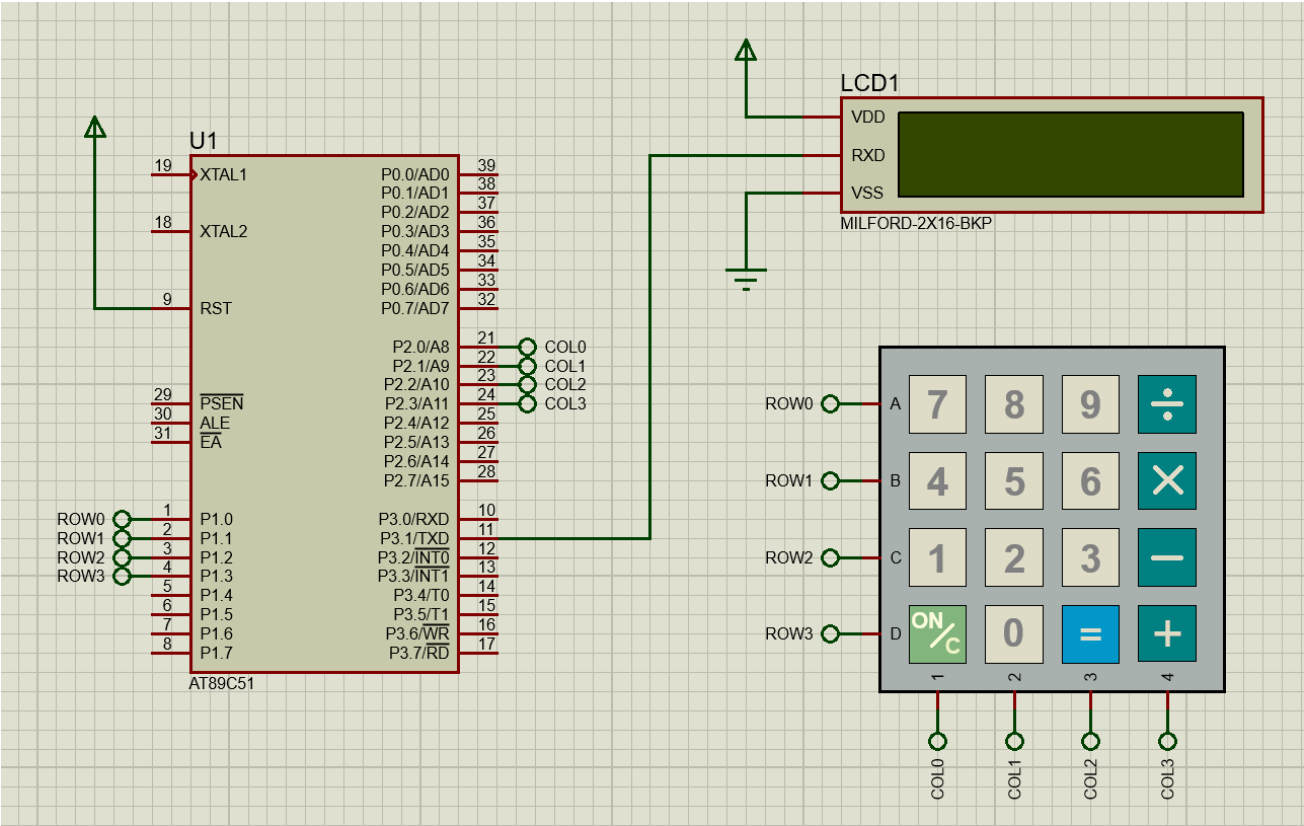 U1
19 XTAL1
18 XTAL2
9 RST
29 PSEN
30 ALE
31 EA
ROW0 1 P1.0
ROW1 2 P1.1
ROW2 3 P1.2
ROW3 4 P1.3
5 P1.4
6 P1.5
7 P1.6
8 P1.7
P0.0/AD0 39
P0.1/AD1 38
P0.2/AD2 37
P0.3/AD3 36
P0.4/AD4 35
P0.5/AD5 34
P0.6/AD6 33
P0.7/AD7 32
P2.0/A8 21 COL0
P2.1/A9 22 COL1
P2.2/A10 23 COL2
P2.3/A11 24 COL3
P2.4/A12 25
P2.5/A13 26
P2.6/A14 27
P2.7/A15 28
P3.0/RXD 10
P3.1/TXD 11
P3.2/INT0 12
P3.3/INT1 13
P3.4/T0 14
P3.5/T1 15
P3.6/WR 16
P3.7/RD 17
AT89C51
LCD1
VDD
RXD
VSS
MILFORD-2X16-BKP
ROW0 A 7 8 9 ÷
ROW1 B 4 5 6 ×
ROW2 C 1 2 3 −
ROW3 D ON/C 0 = +
1 2 3 4
COL0 COL1 COL2 COL3